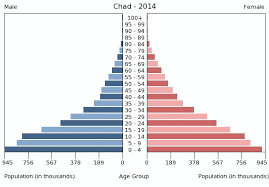 Male
Chad - 2014
Female
100+
95 - 99
90 - 94
85 - 89
80 - 84
75 - 79
70 - 74
65 - 69
60 - 64
55 - 59
50 - 54
45 - 49
40 - 44
35 - 39
30 - 34
25 - 29
20 - 24
15 - 19
10 - 14
5 - 9
0 - 4
945 756 567 378 189 0 0 189 378 567 756 945
Population (in thousands) Age Group Population (in thousands)